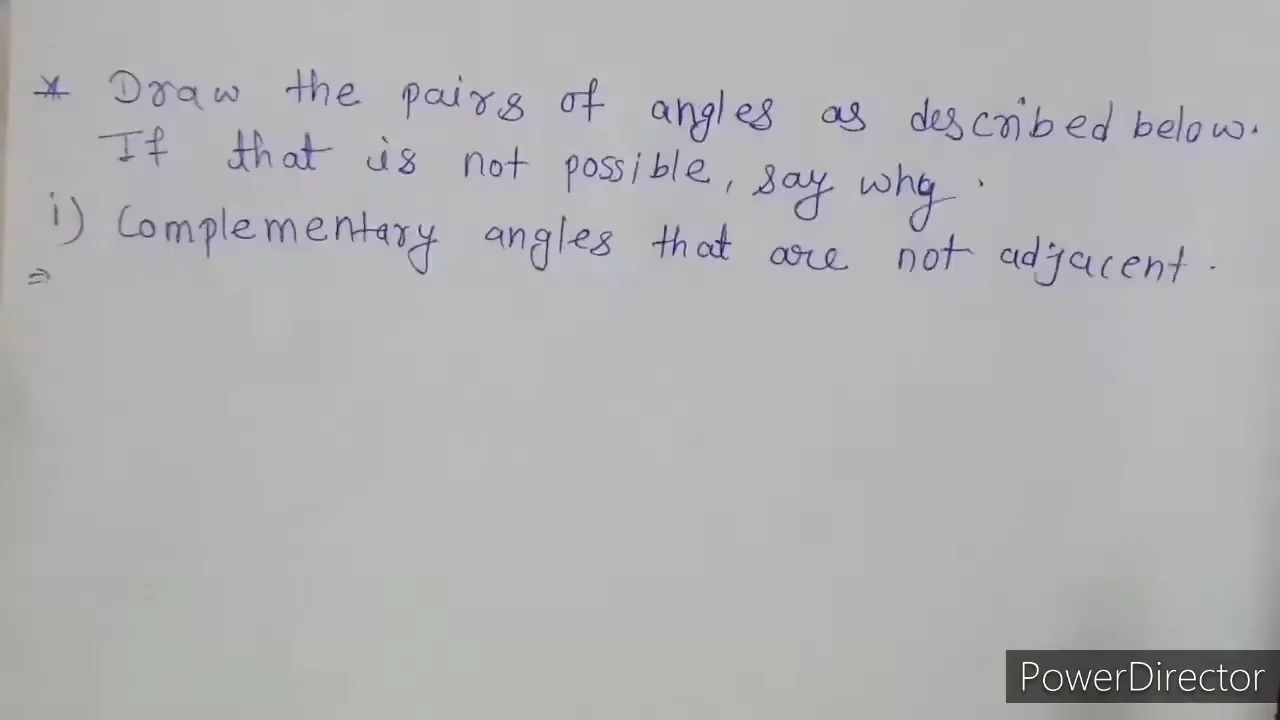 * Draw the pairs of angles as described below.
If that is not possible, say why.
i) Complementary angles that are not adjacent.
⇒
PowerDirector